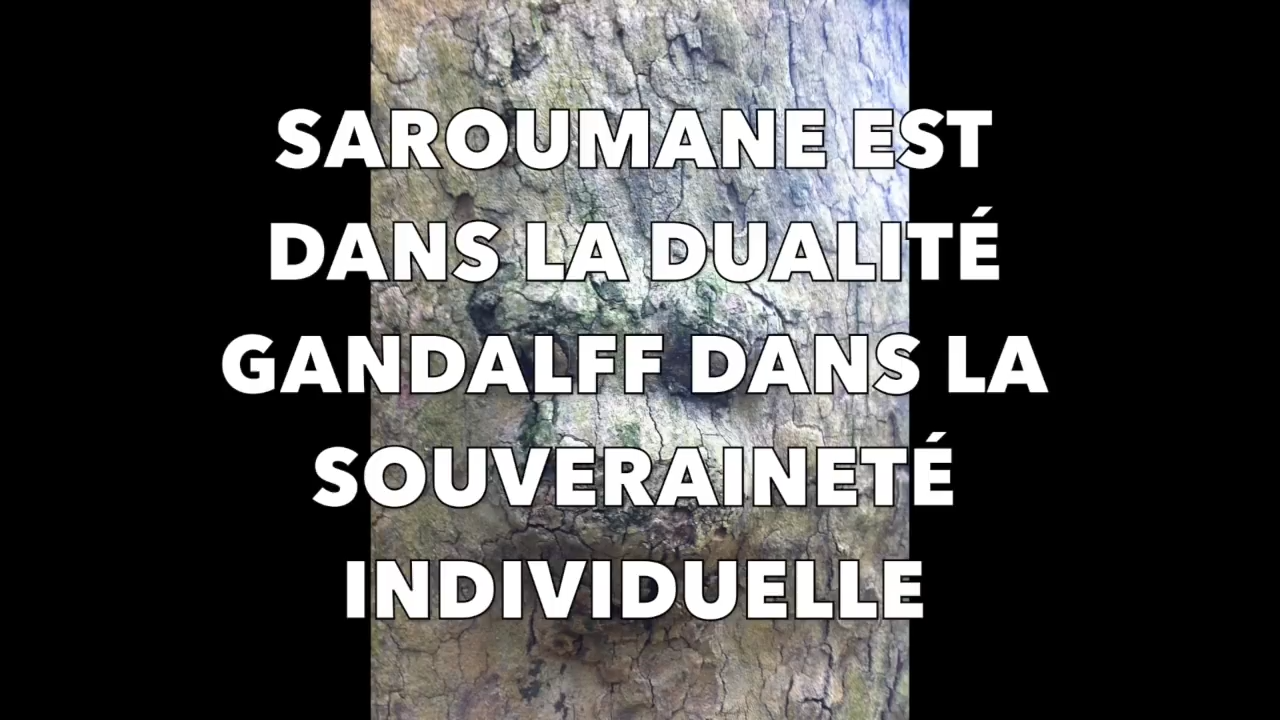 SAROUMANE EST
DANS LA DUALITÉ
GANDALFF DANS LA
SOUVERAINETÉ
INDIVIDUELLE